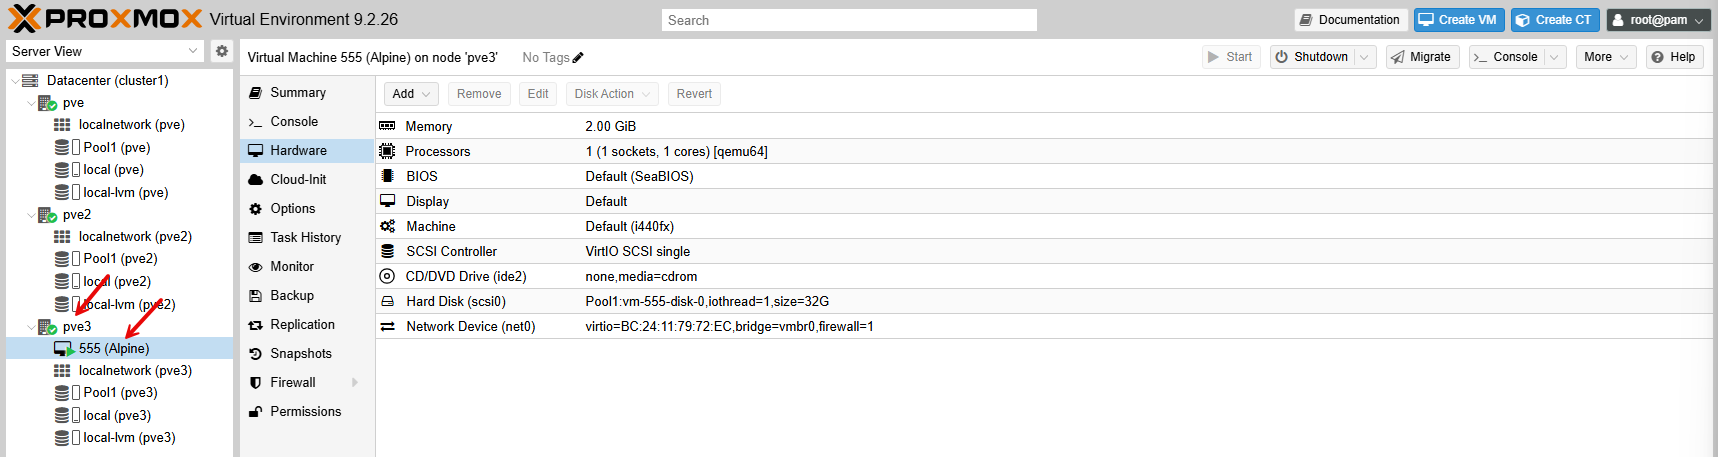 PROXMOX Virtual Environment 9.2.26 Search Documentation Create VM Create CT root@pam
Server View
Virtual Machine 555 (Alpine) on node 'pve3' No Tags Start Shutdown Migrate Console More Help
Datacenter (cluster1)
pve
localnetwork (pve)
Pool1 (pve)
local (pve)
local-lvm (pve)
pve2
localnetwork (pve2)
Pool1 (pve2)
local (pve2)
local-lvm (pve2)
pve3
555 (Alpine)
localnetwork (pve3)
Pool1 (pve3)
local (pve3)
local-lvm (pve3)
Summary
Console
Hardware
Cloud-Init
Options
Task History
Monitor
Backup
Replication
Snapshots
Firewall
Permissions
Add Remove Edit Disk Action Revert
Memory 2.00 GiB
Processors 1 (1 sockets, 1 cores) [qemu64]
BIOS Default (SeaBIOS)
Display Default
Machine Default (i440fx)
SCSI Controller VirtIO SCSI single
CD/DVD Drive (ide2) none,media=cdrom
Hard Disk (scsi0) Pool1:vm-555-disk-0,iothread=1,size=32G
Network Device (net0) virtio=BC:24:11:79:72:EC,bridge=vmbr0,firewall=1